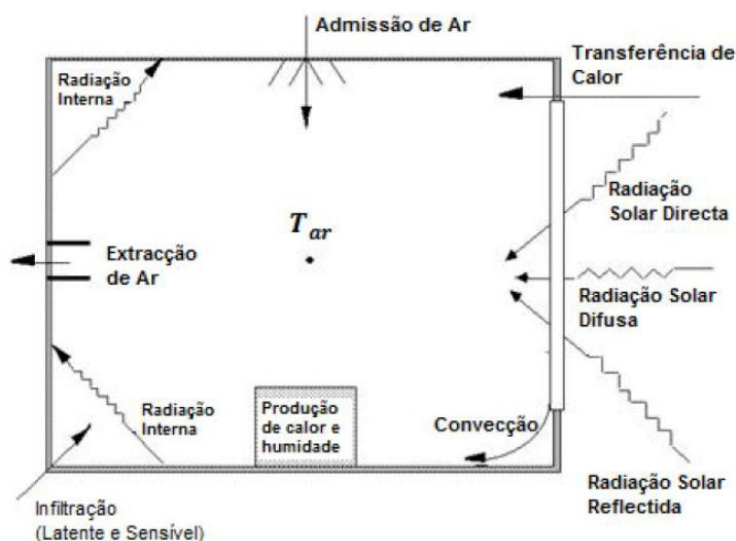 Admissão de Ar
Transferência de
Calor
Radiação
Interna
Radiação
Solar Directa
T_ar
Extracção
de Ar
Radiação Solar
Difusa
Radiação
Interna
Produção
de calor e
humidade
Convecção
Radiação Solar
Reflectida
Infiltração
(Latente e Sensível)